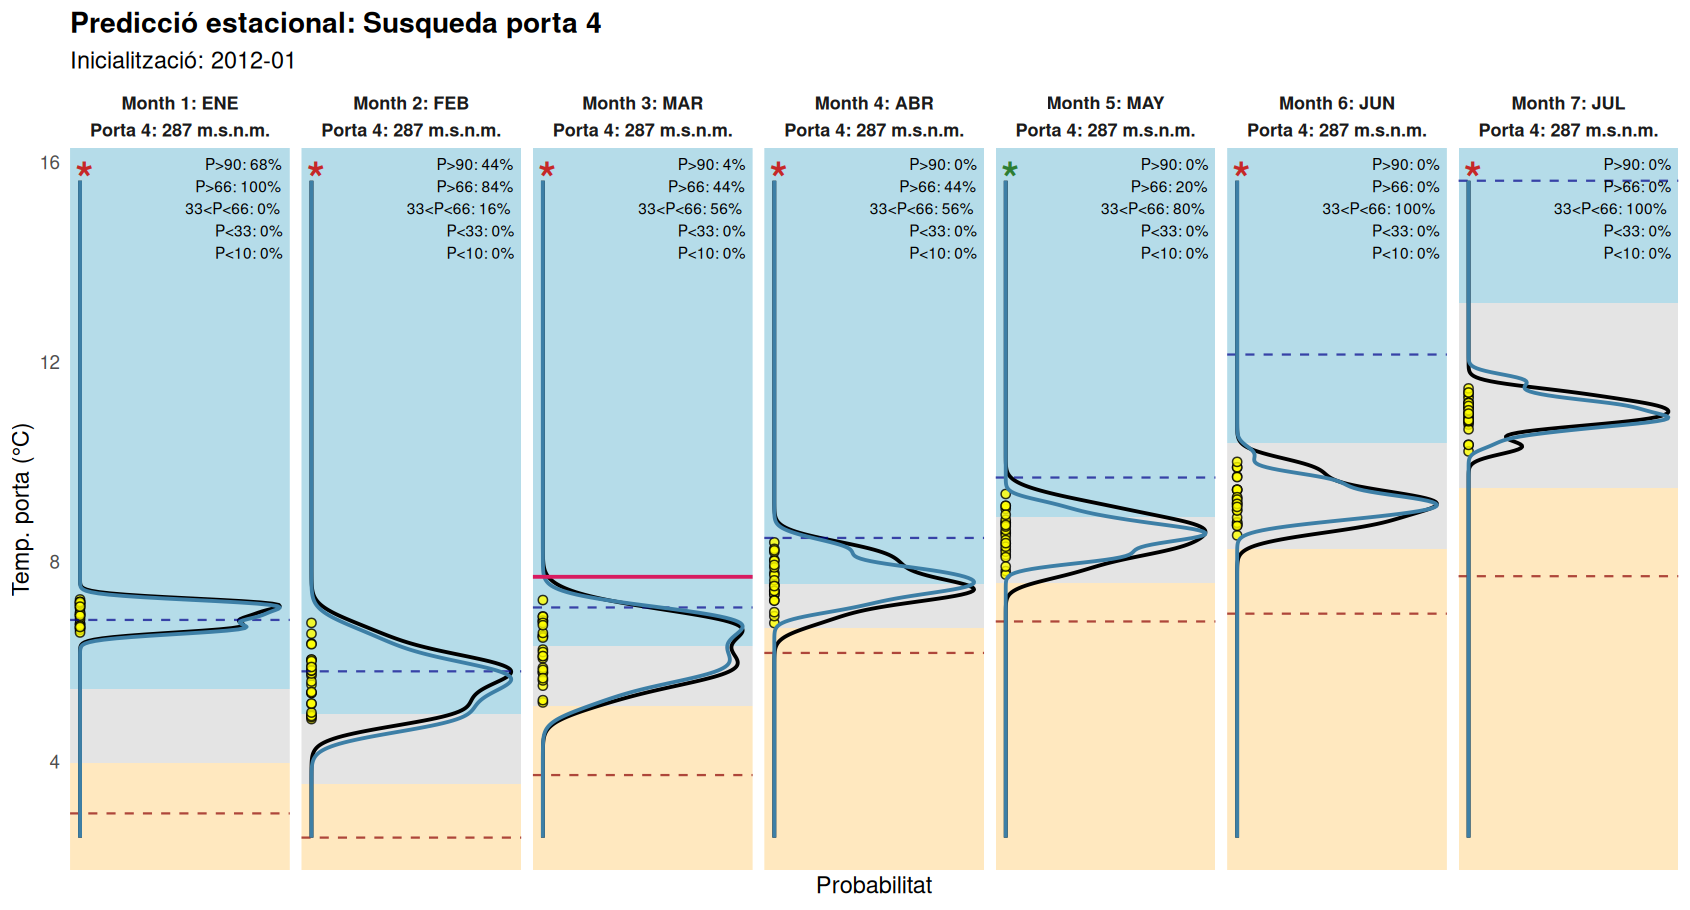 Predicció estacional: Susqueda porta 4
Inicialització: 2012-01
Month 1: ENE
Porta 4: 287 m.s.n.m.
Month 2: FEB
Porta 4: 287 m.s.n.m.
Month 3: MAR
Porta 4: 287 m.s.n.m.
Month 4: ABR
Porta 4: 287 m.s.n.m.
Month 5: MAY
Porta 4: 287 m.s.n.m.
Month 6: JUN
Porta 4: 287 m.s.n.m.
Month 7: JUL
Porta 4: 287 m.s.n.m.
*
P>90: 68%
P>66: 100%
33<P<66: 0%
P<33: 0%
P<10: 0%
*
P>90: 44%
P>66: 84%
33<P<66: 16%
P<33: 0%
P<10: 0%
*
P>90: 4%
P>66: 44%
33<P<66: 56%
P<33: 0%
P<10: 0%
*
P>90: 0%
P>66: 44%
33<P<66: 56%
P<33: 0%
P<10: 0%
*
P>90: 0%
P>66: 20%
33<P<66: 80%
P<33: 0%
P<10: 0%
*
P>90: 0%
P>66: 0%
33<P<66: 100%
P<33: 0%
P<10: 0%
*
P>90: 0%
P>66: 0%
33<P<66: 100%
P<33: 0%
P<10: 0%
16
12
8
4
Temp. porta (°C)
Probabilitat